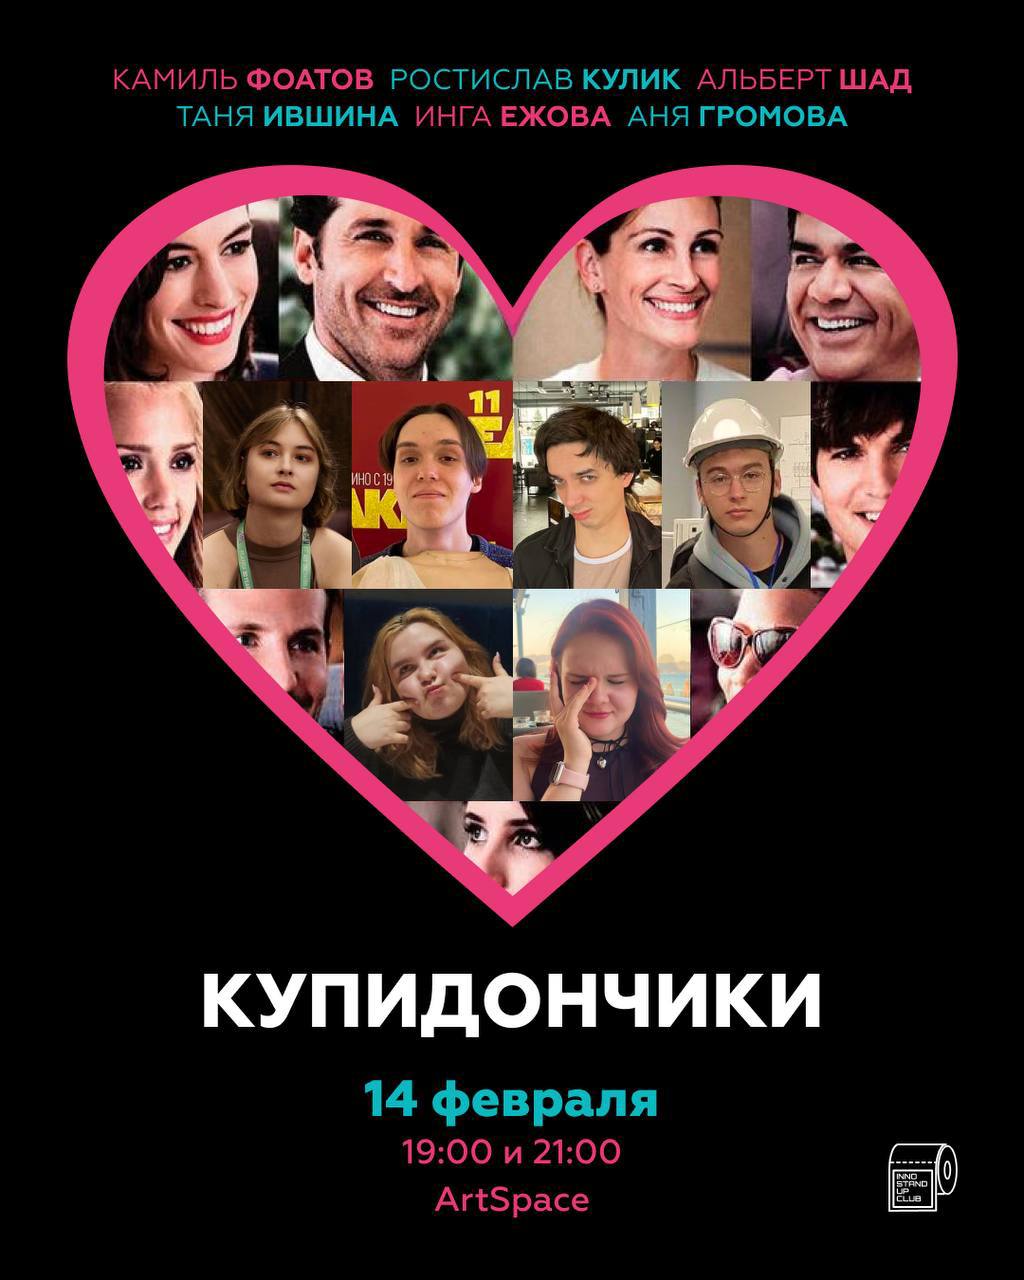 КАМИЛЬ ФОАТОВ РОСТИСЛАВ КУЛИК АЛЬБЕРТ ШАД
ТАНЯ ИВШИНА ИНГА ЕЖОВА АНЯ ГРОМОВА
11
КУПИДОНЧИКИ
14 февраля
19:00 и 21:00
ArtSpace
INNO
STAND
UP
CLUB